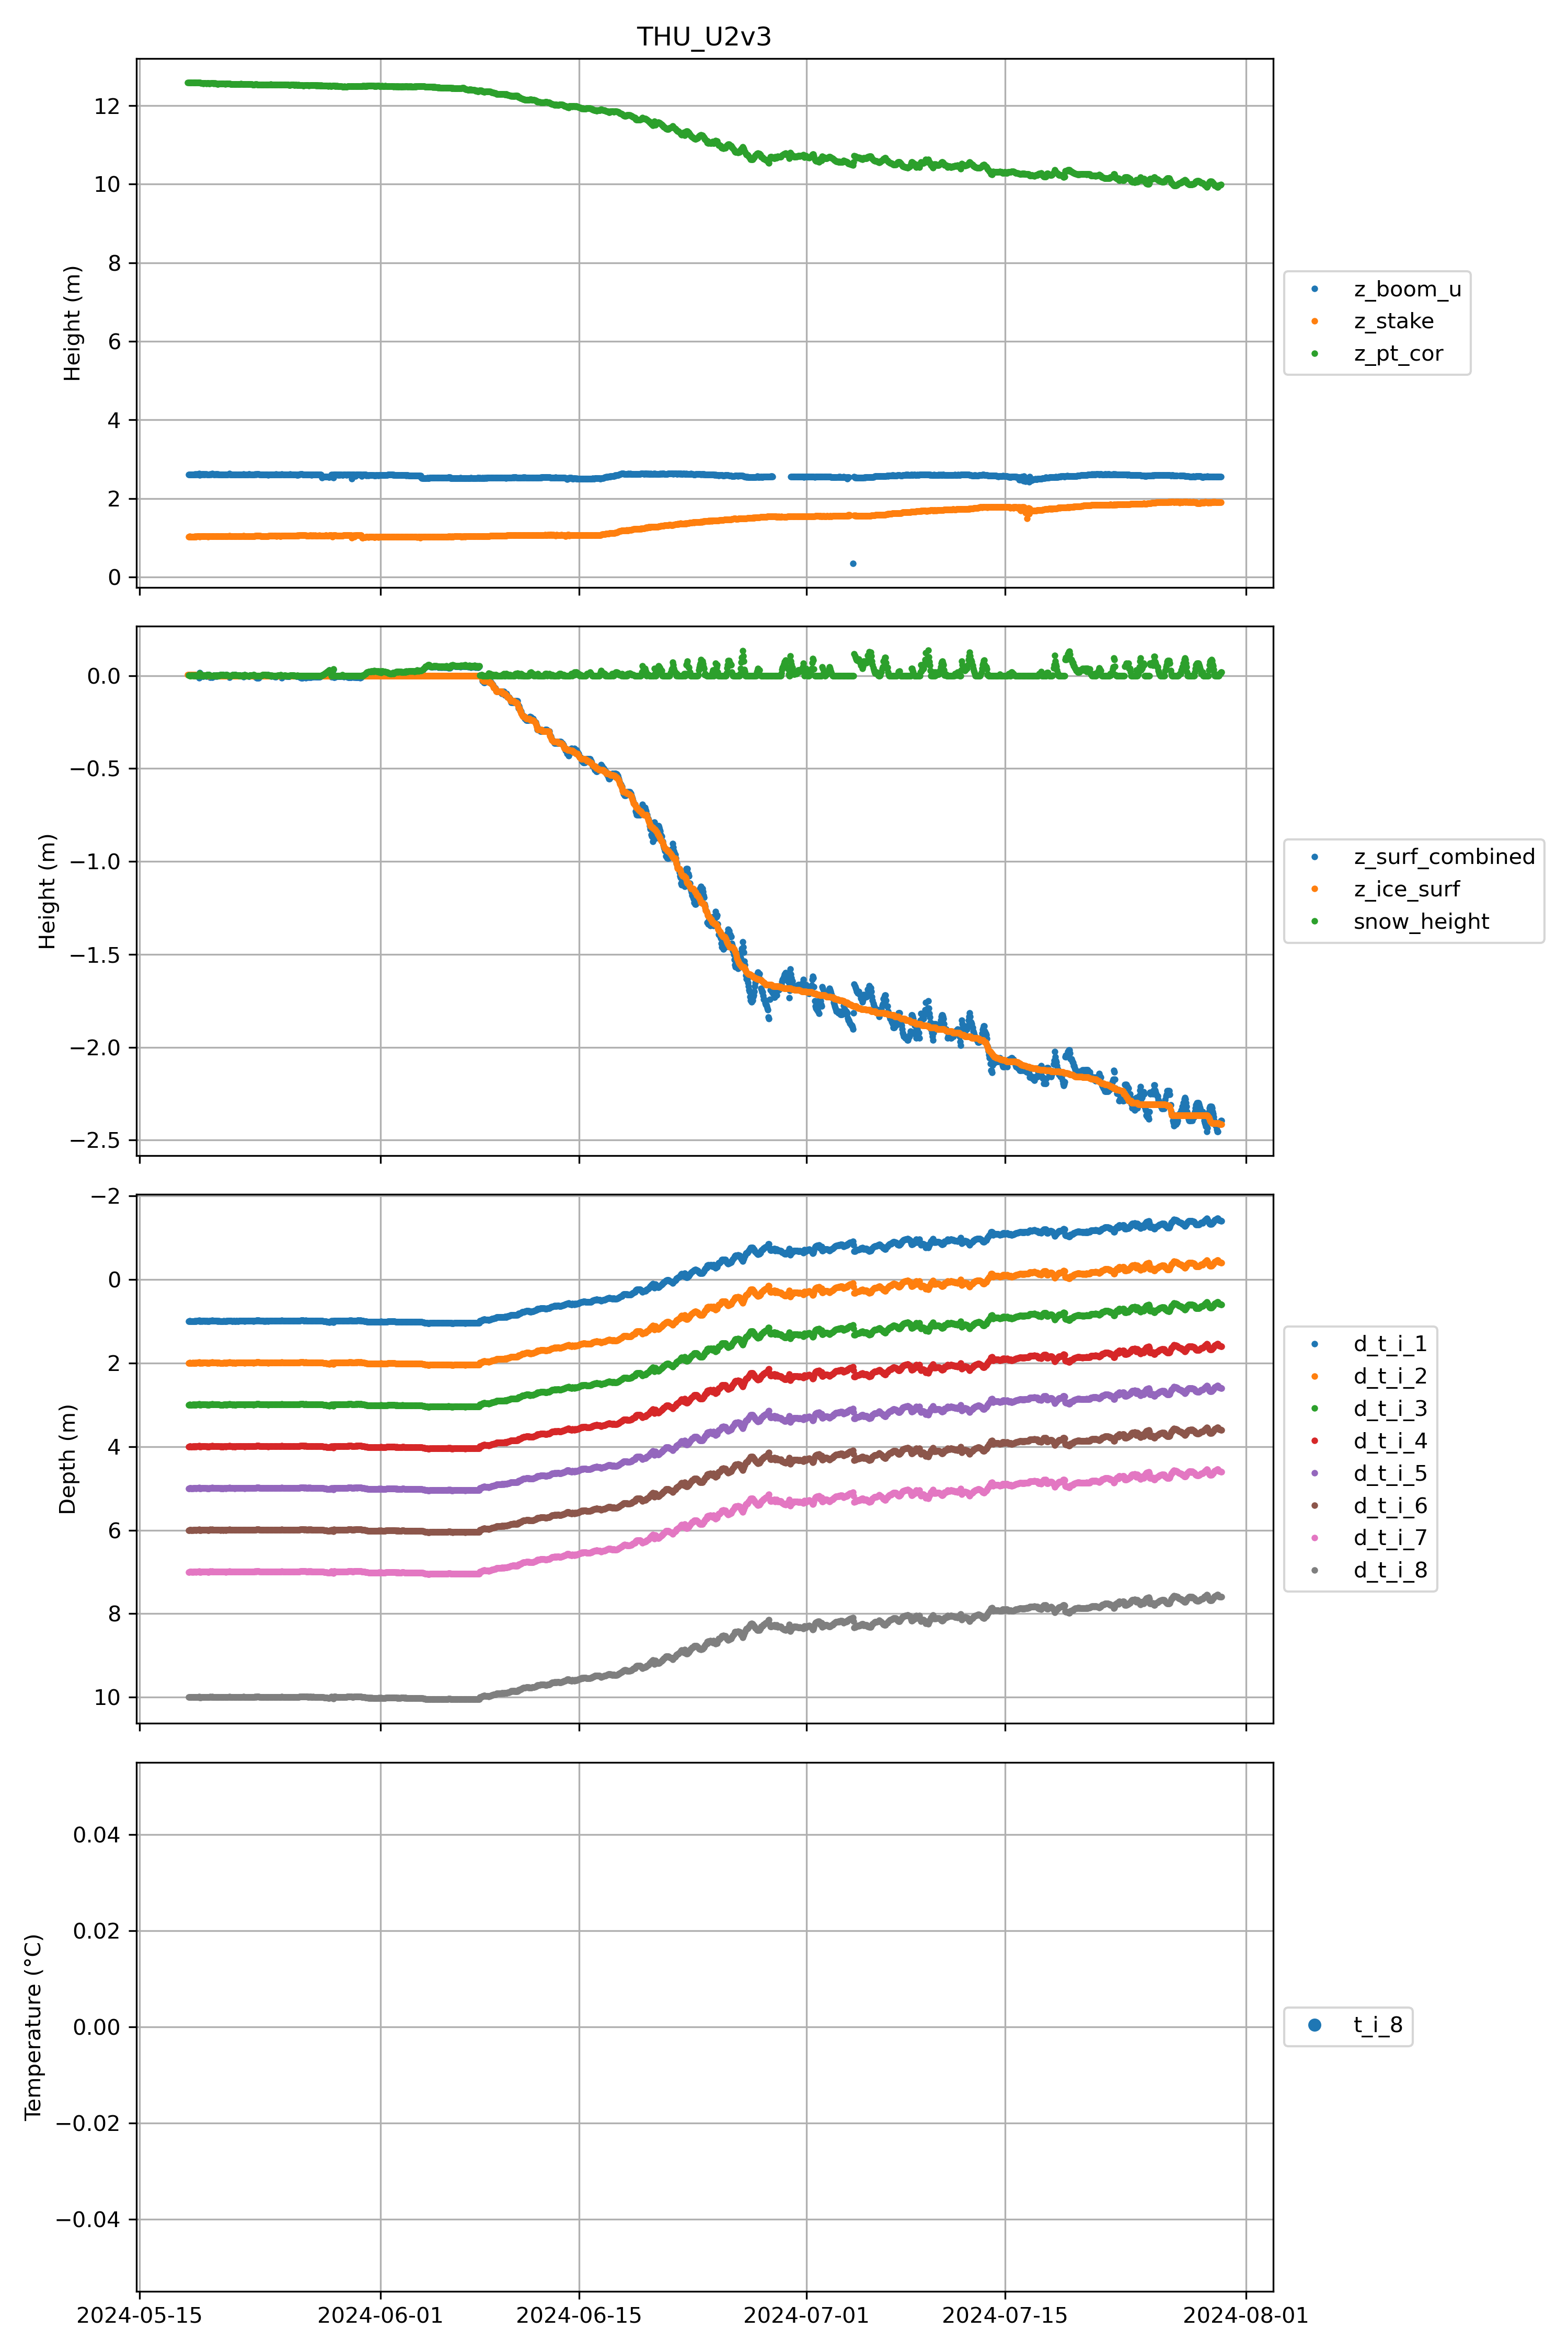 THU_U2v3
12
10
8
6
4
2
0
Height (m)
z_boom_u
z_stake
z_pt_cor
0.0
−0.5
−1.0
−1.5
−2.0
−2.5
Height (m)
z_surf_combined
z_ice_surf
snow_height
−2
0
2
4
6
8
10
Depth (m)
d_t_i_1
d_t_i_2
d_t_i_3
d_t_i_4
d_t_i_5
d_t_i_6
d_t_i_7
d_t_i_8
0.04
0.02
0.00
−0.02
−0.04
Temperature (°C)
t_i_8
2024-05-15 2024-06-01 2024-06-15 2024-07-01 2024-07-15 2024-08-01